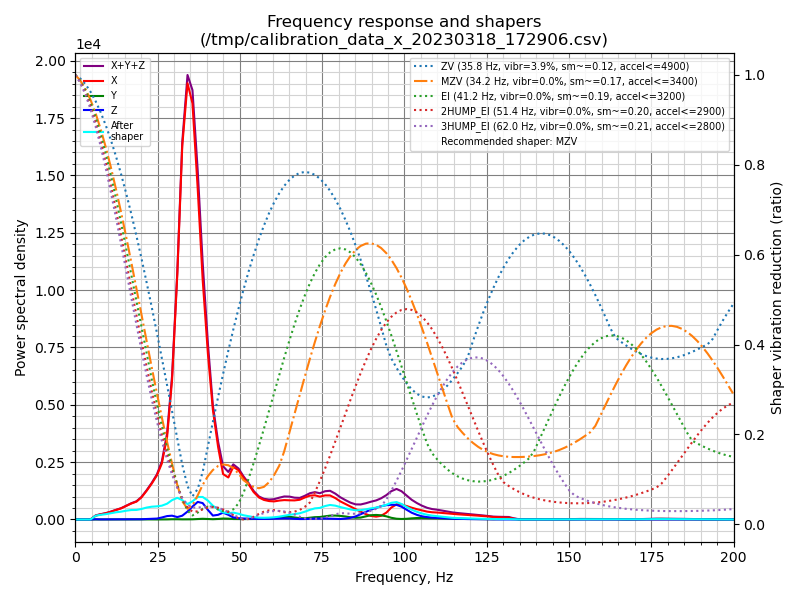 Frequency response and shapers
(/tmp/calibration_data_x_20230318_172906.csv)
1e4
2.00
1.75
1.50
1.25
1.00
0.75
0.50
0.25
0.00
Power spectral density
X+Y+Z
X
Y
Z
After
shaper
ZV (35.8 Hz, vibr=3.9%, sm~=0.12, accel<=4900)
MZV (34.2 Hz, vibr=0.0%, sm~=0.17, accel<=3400)
EI (41.2 Hz, vibr=0.0%, sm~=0.19, accel<=3200)
2HUMP_EI (51.4 Hz, vibr=0.0%, sm~=0.20, accel<=2900)
3HUMP_EI (62.0 Hz, vibr=0.0%, sm~=0.21, accel<=2800)
Recommended shaper: MZV
1.0
0.8
0.6
0.4
0.2
0.0
Shaper vibration reduction (ratio)
0 25 50 75 100 125 150 175 200
Frequency, Hz